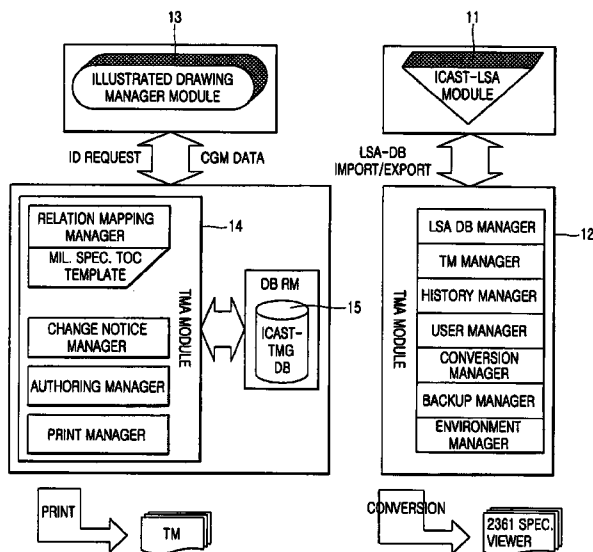 13
ILLUSTRATED DRAWING
MANAGER MODULE
ID REQUEST
CGM DATA
RELATION MAPPING
MANAGER
MIL. SPEC. TOC
TEMPLATE
CHANGE NOTICE
MANAGER
AUTHORING MANAGER
PRINT MANAGER
TMA MODULE
14
DB RM
15
ICAST-
TMG
DB
PRINT
TM
11
ICAST-LSA
MODULE
LSA-DB
IMPORT/EXPORT
TMA MODULE
LSA DB MANAGER
TM MANAGER
HISTORY MANAGER
USER MANAGER
CONVERSION
MANAGER
BACKUP MANAGER
ENVIRONMENT
MANAGER
12
CONVERSION
2361 SPEC.
VIEWER